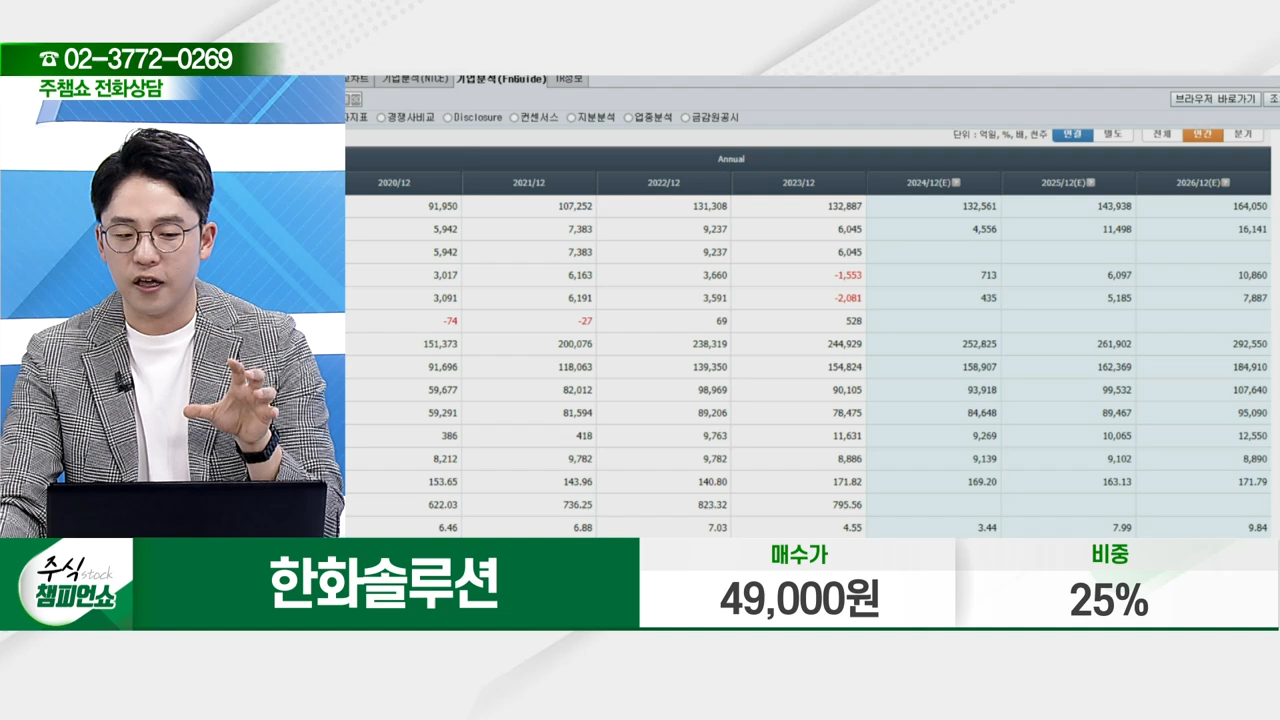 ☎ 02-3772-0269
주챔쇼 전화상담
기업분석(NICE) 기업분석(FnGuide) IR정보
브라우저 바로가기
경쟁사비교 Disclosure 컨센서스 지분분석 업종분석 금감원공시
단위 : 억원, %, 배, 천주 연결 별도 전체 연간 분기
Annual
2020/12 2021/12 2022/12 2023/12 2024/12(E) 2025/12(E) 2026/12(E)
91,950 107,252 131,308 132,887 132,561 143,938 164,050
5,942 7,383 9,237 6,045 4,556 11,498 16,141
5,942 7,383 9,237 6,045
3,017 6,163 3,660 -1,553 713 6,097 10,860
3,091 6,191 3,591 -2,081 435 5,185 7,887
-74 -27 69 528
151,373 200,076 238,319 244,929 252,825 261,902 292,550
91,696 118,063 139,350 154,824 158,907 162,369 184,910
59,677 82,012 98,969 90,105 93,918 99,532 107,640
59,291 81,594 89,206 78,475 84,648 89,467 95,090
386 418 9,763 11,631 9,269 10,065 12,550
8,212 9,782 9,782 8,886 9,139 9,102 8,890
153.65 143.96 140.80 171.82 169.20 163.13 171.79
622.03 736.25 823.32 795.56
6.46 6.88 7.03 4.55 3.44 7.99 9.84
주식 stock
챔피언쇼
한화솔루션
매수가
49,000원
비중
25%